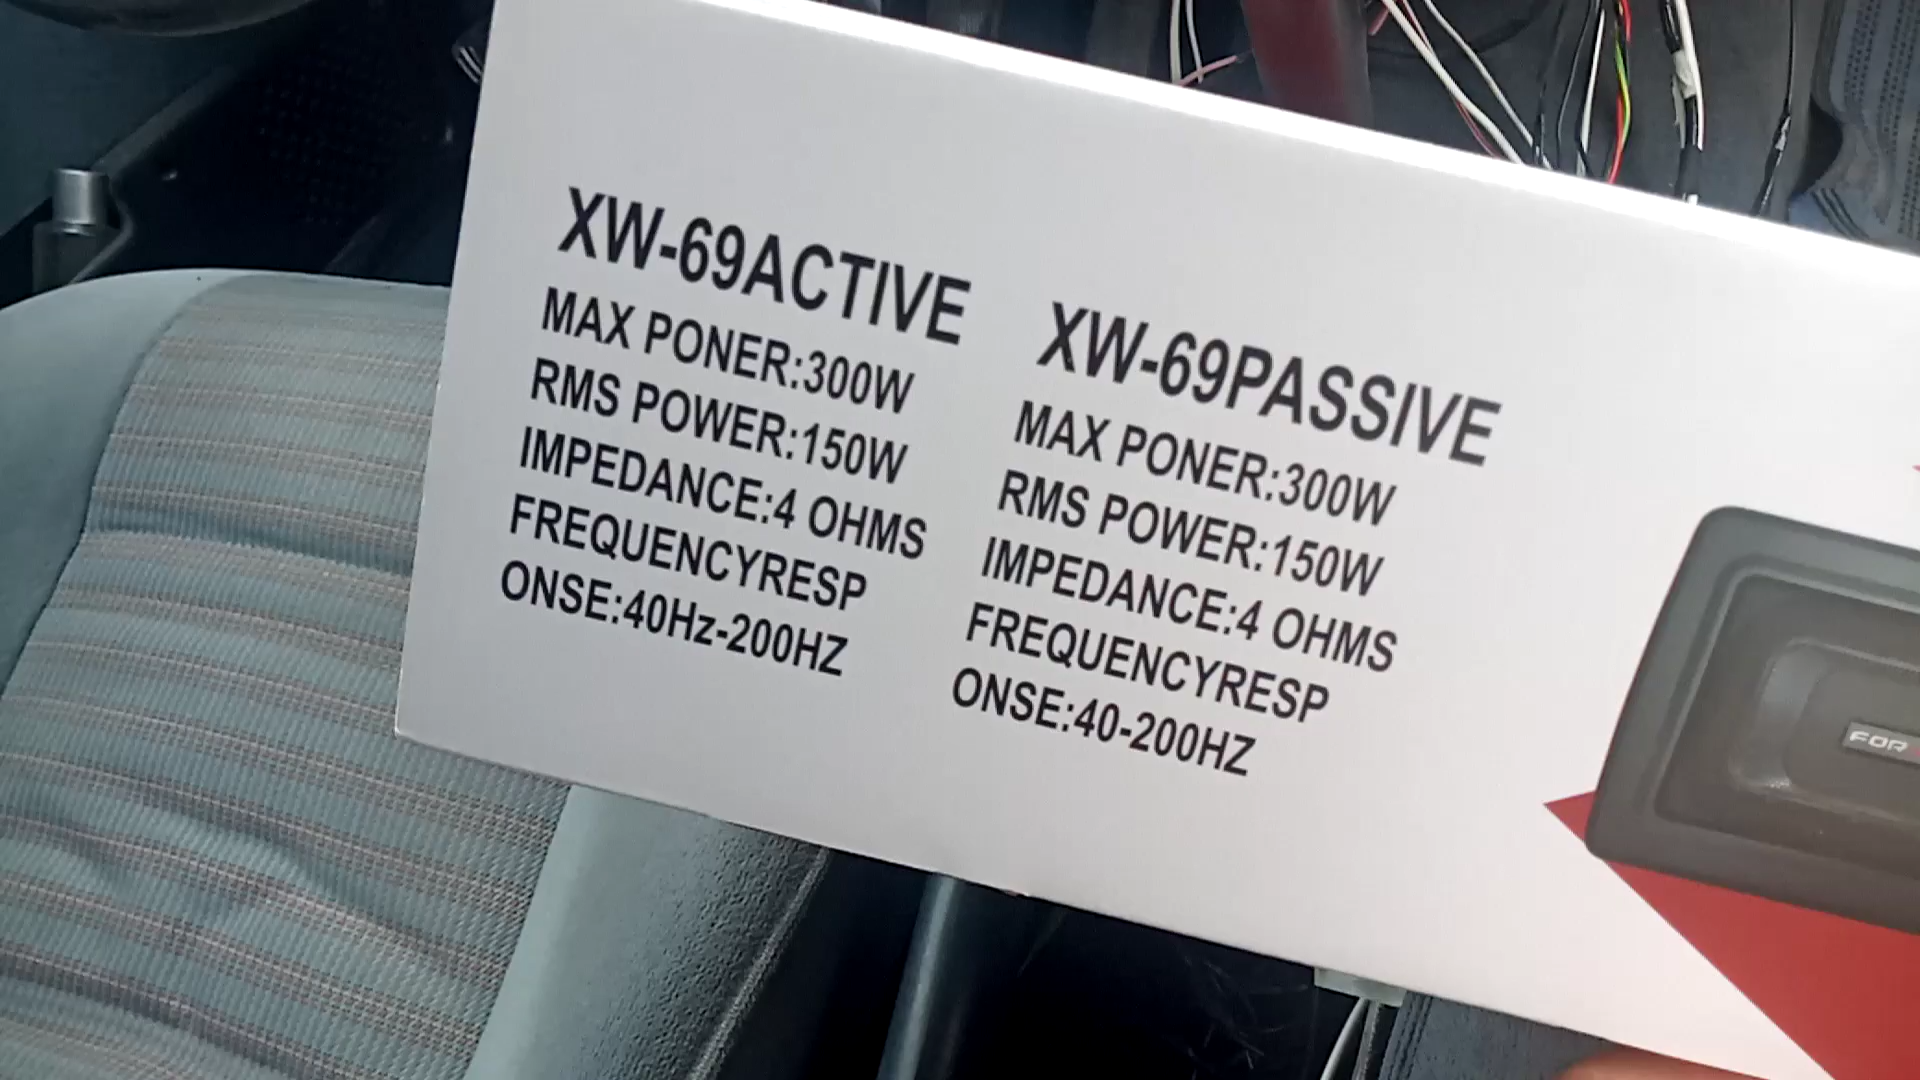 XW-69ACTIVE
MAX PONER:300W
RMS POWER:150W
IMPEDANCE:4 OHMS
FREQUENCYRESP
ONSE:40Hz-200HZ
XW-69PASSIVE
MAX PONER:300W
RMS POWER:150W
IMPEDANCE:4 OHMS
FREQUENCYRESP
ONSE:40-200HZ
FOR